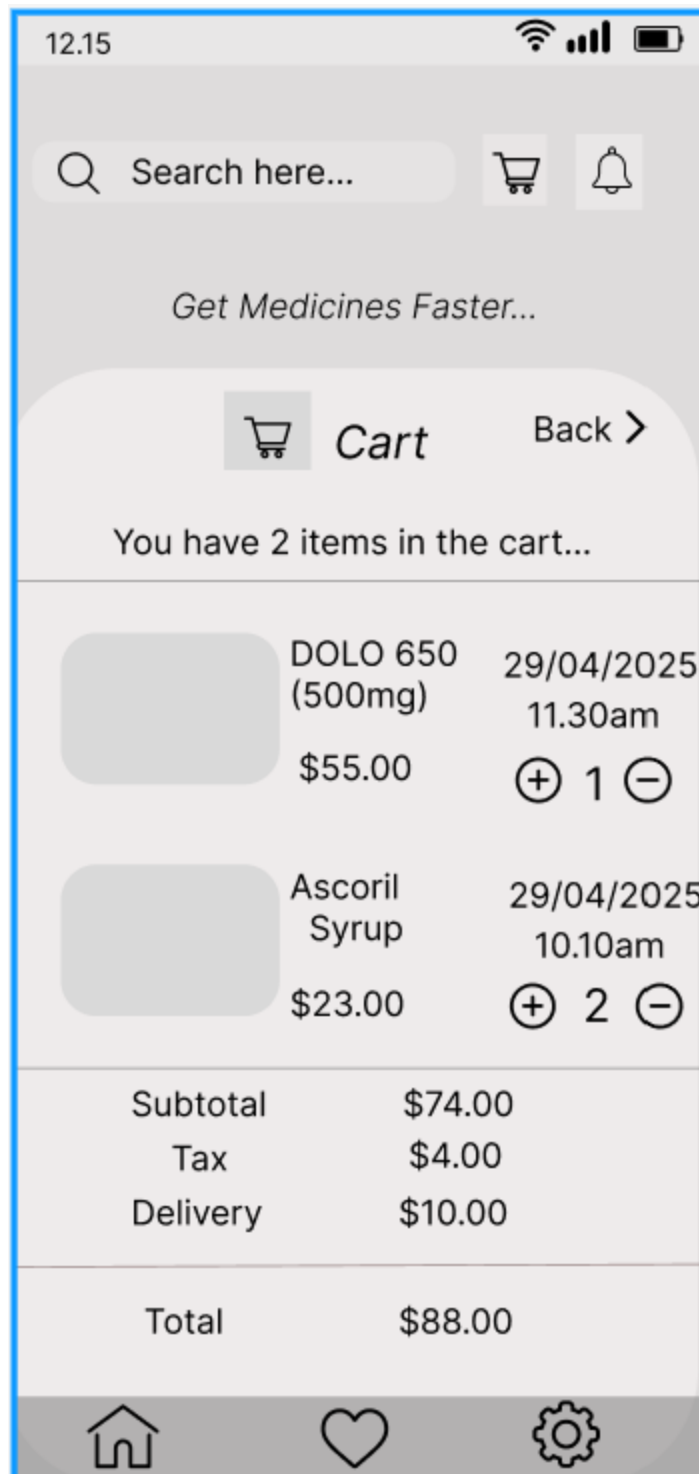 12.15
Search here...
Get Medicines Faster...
Cart
Back
You have 2 items in the cart...
DOLO 650
(500mg)
$55.00
29/04/2025
11.30am
1
Ascoril
Syrup
$23.00
29/04/2025
10.10am
2
Subtotal $74.00
Tax $4.00
Delivery $10.00
Total $88.00